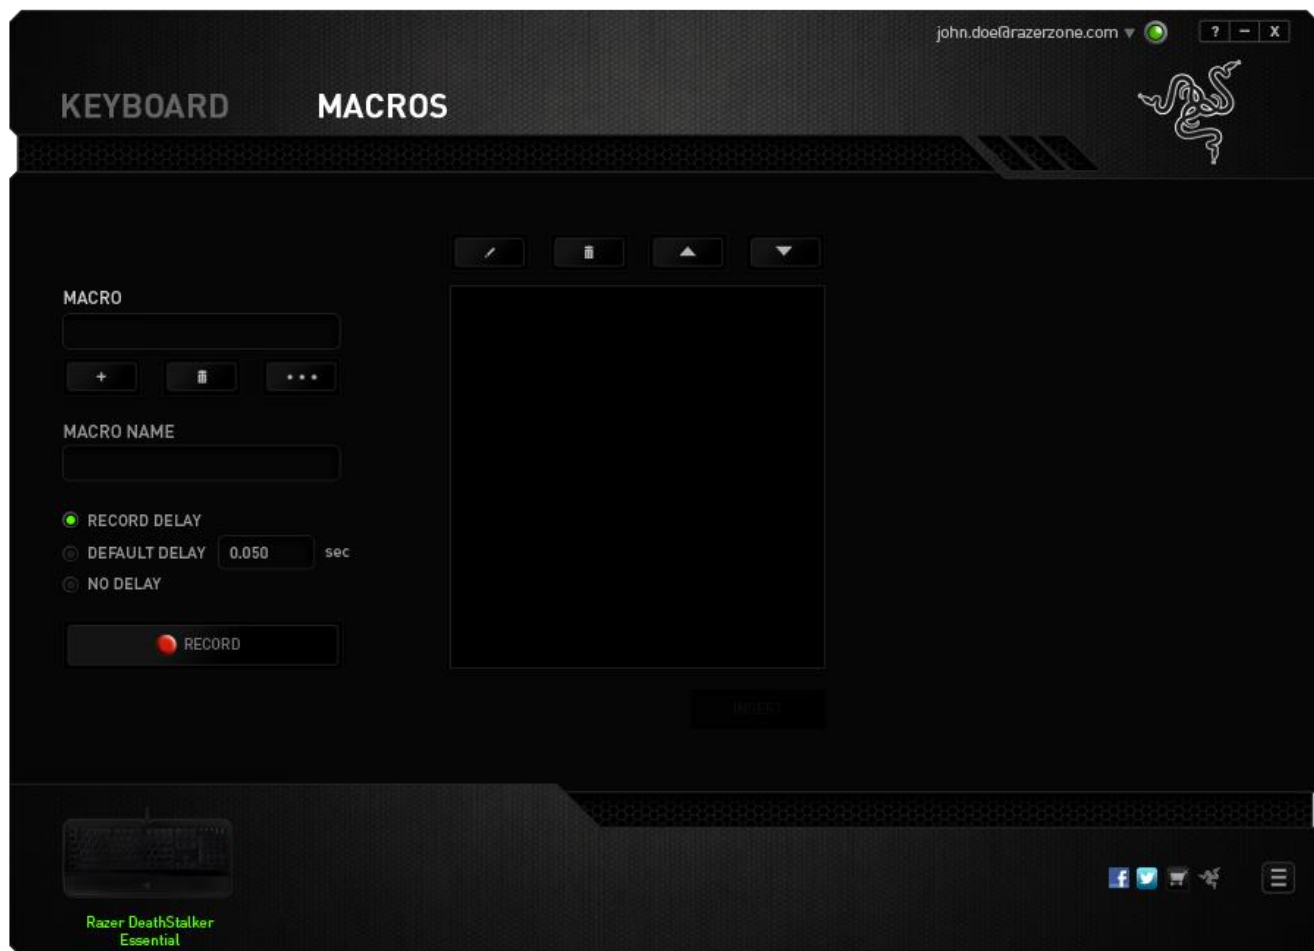 john.doe@razerzone.com
? – X
KEYBOARD MACROS
MACRO
+
MACRO NAME
RECORD DELAY
DEFAULT DELAY 0.050 sec
NO DELAY
RECORD
INSERT
Razer DeathStalker
Essential